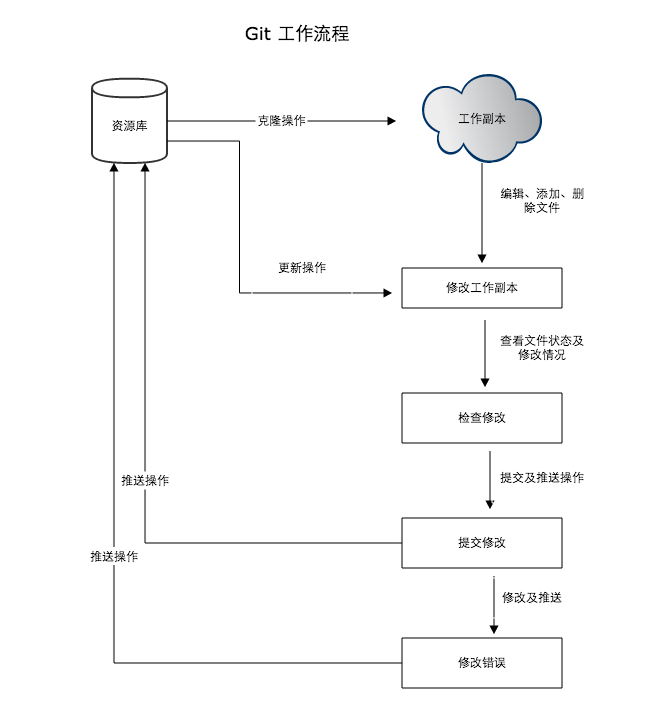 Git 工作流程
资源库
克隆操作
工作副本
编辑、添加、删
除文件
更新操作
修改工作副本
查看文件状态及
修改情况
检查修改
推送操作
提交及推送操作
提交修改
推送操作
修改及推送
修改错误